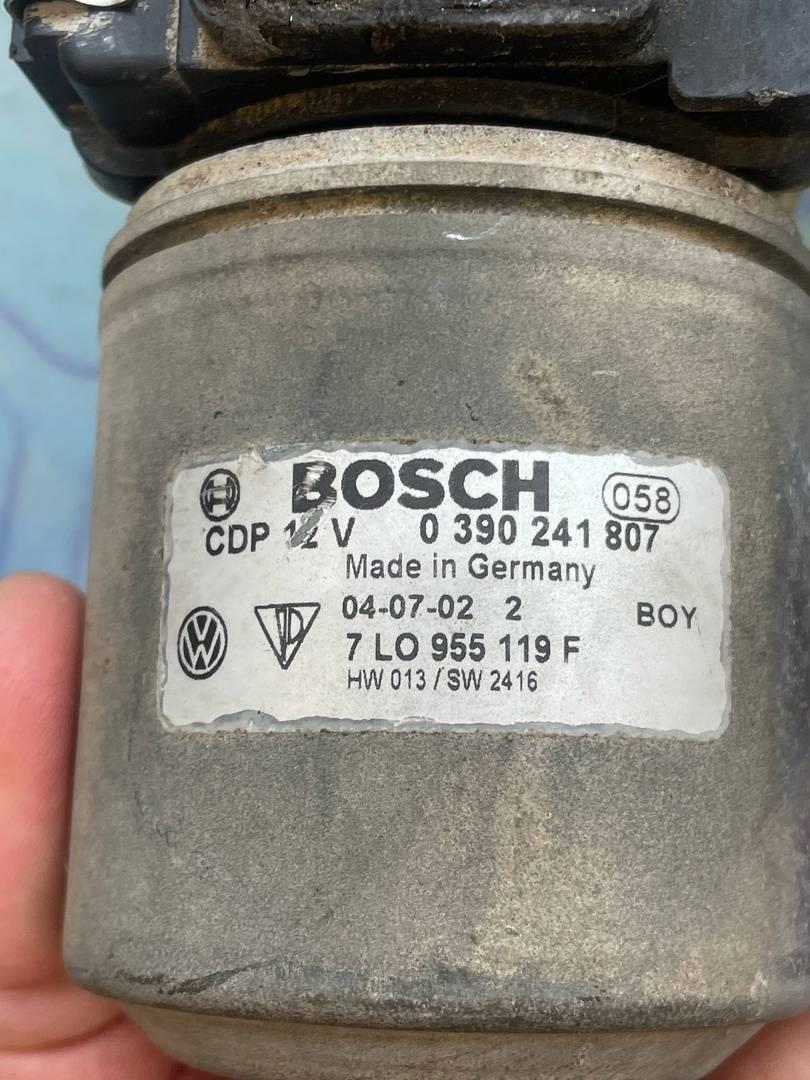 BOSCH 058
CDP 12 V 0 390 241 807
Made in Germany
04-07-02 2 BOY
7 LO 955 119 F
HW 013 / SW 2416